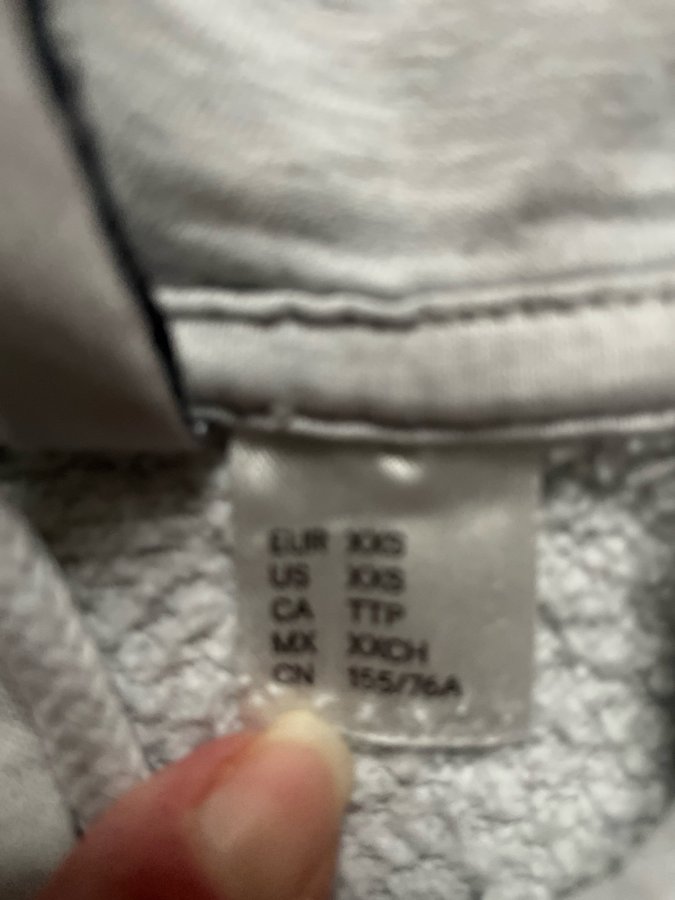 EUR XXS
US XXS
CA TTP
MX XXCH
CN 155/76A